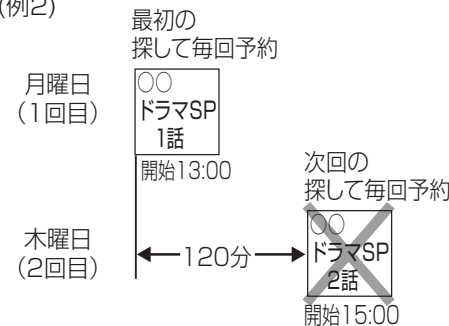 (例2)
最初の
探して毎回予約
月曜日
（1回目）
○○
ドラマSP
1話
開始13:00
次回の
探して毎回予約
木曜日
（2回目）
120分
○○
ドラマSP
2話
開始15:00